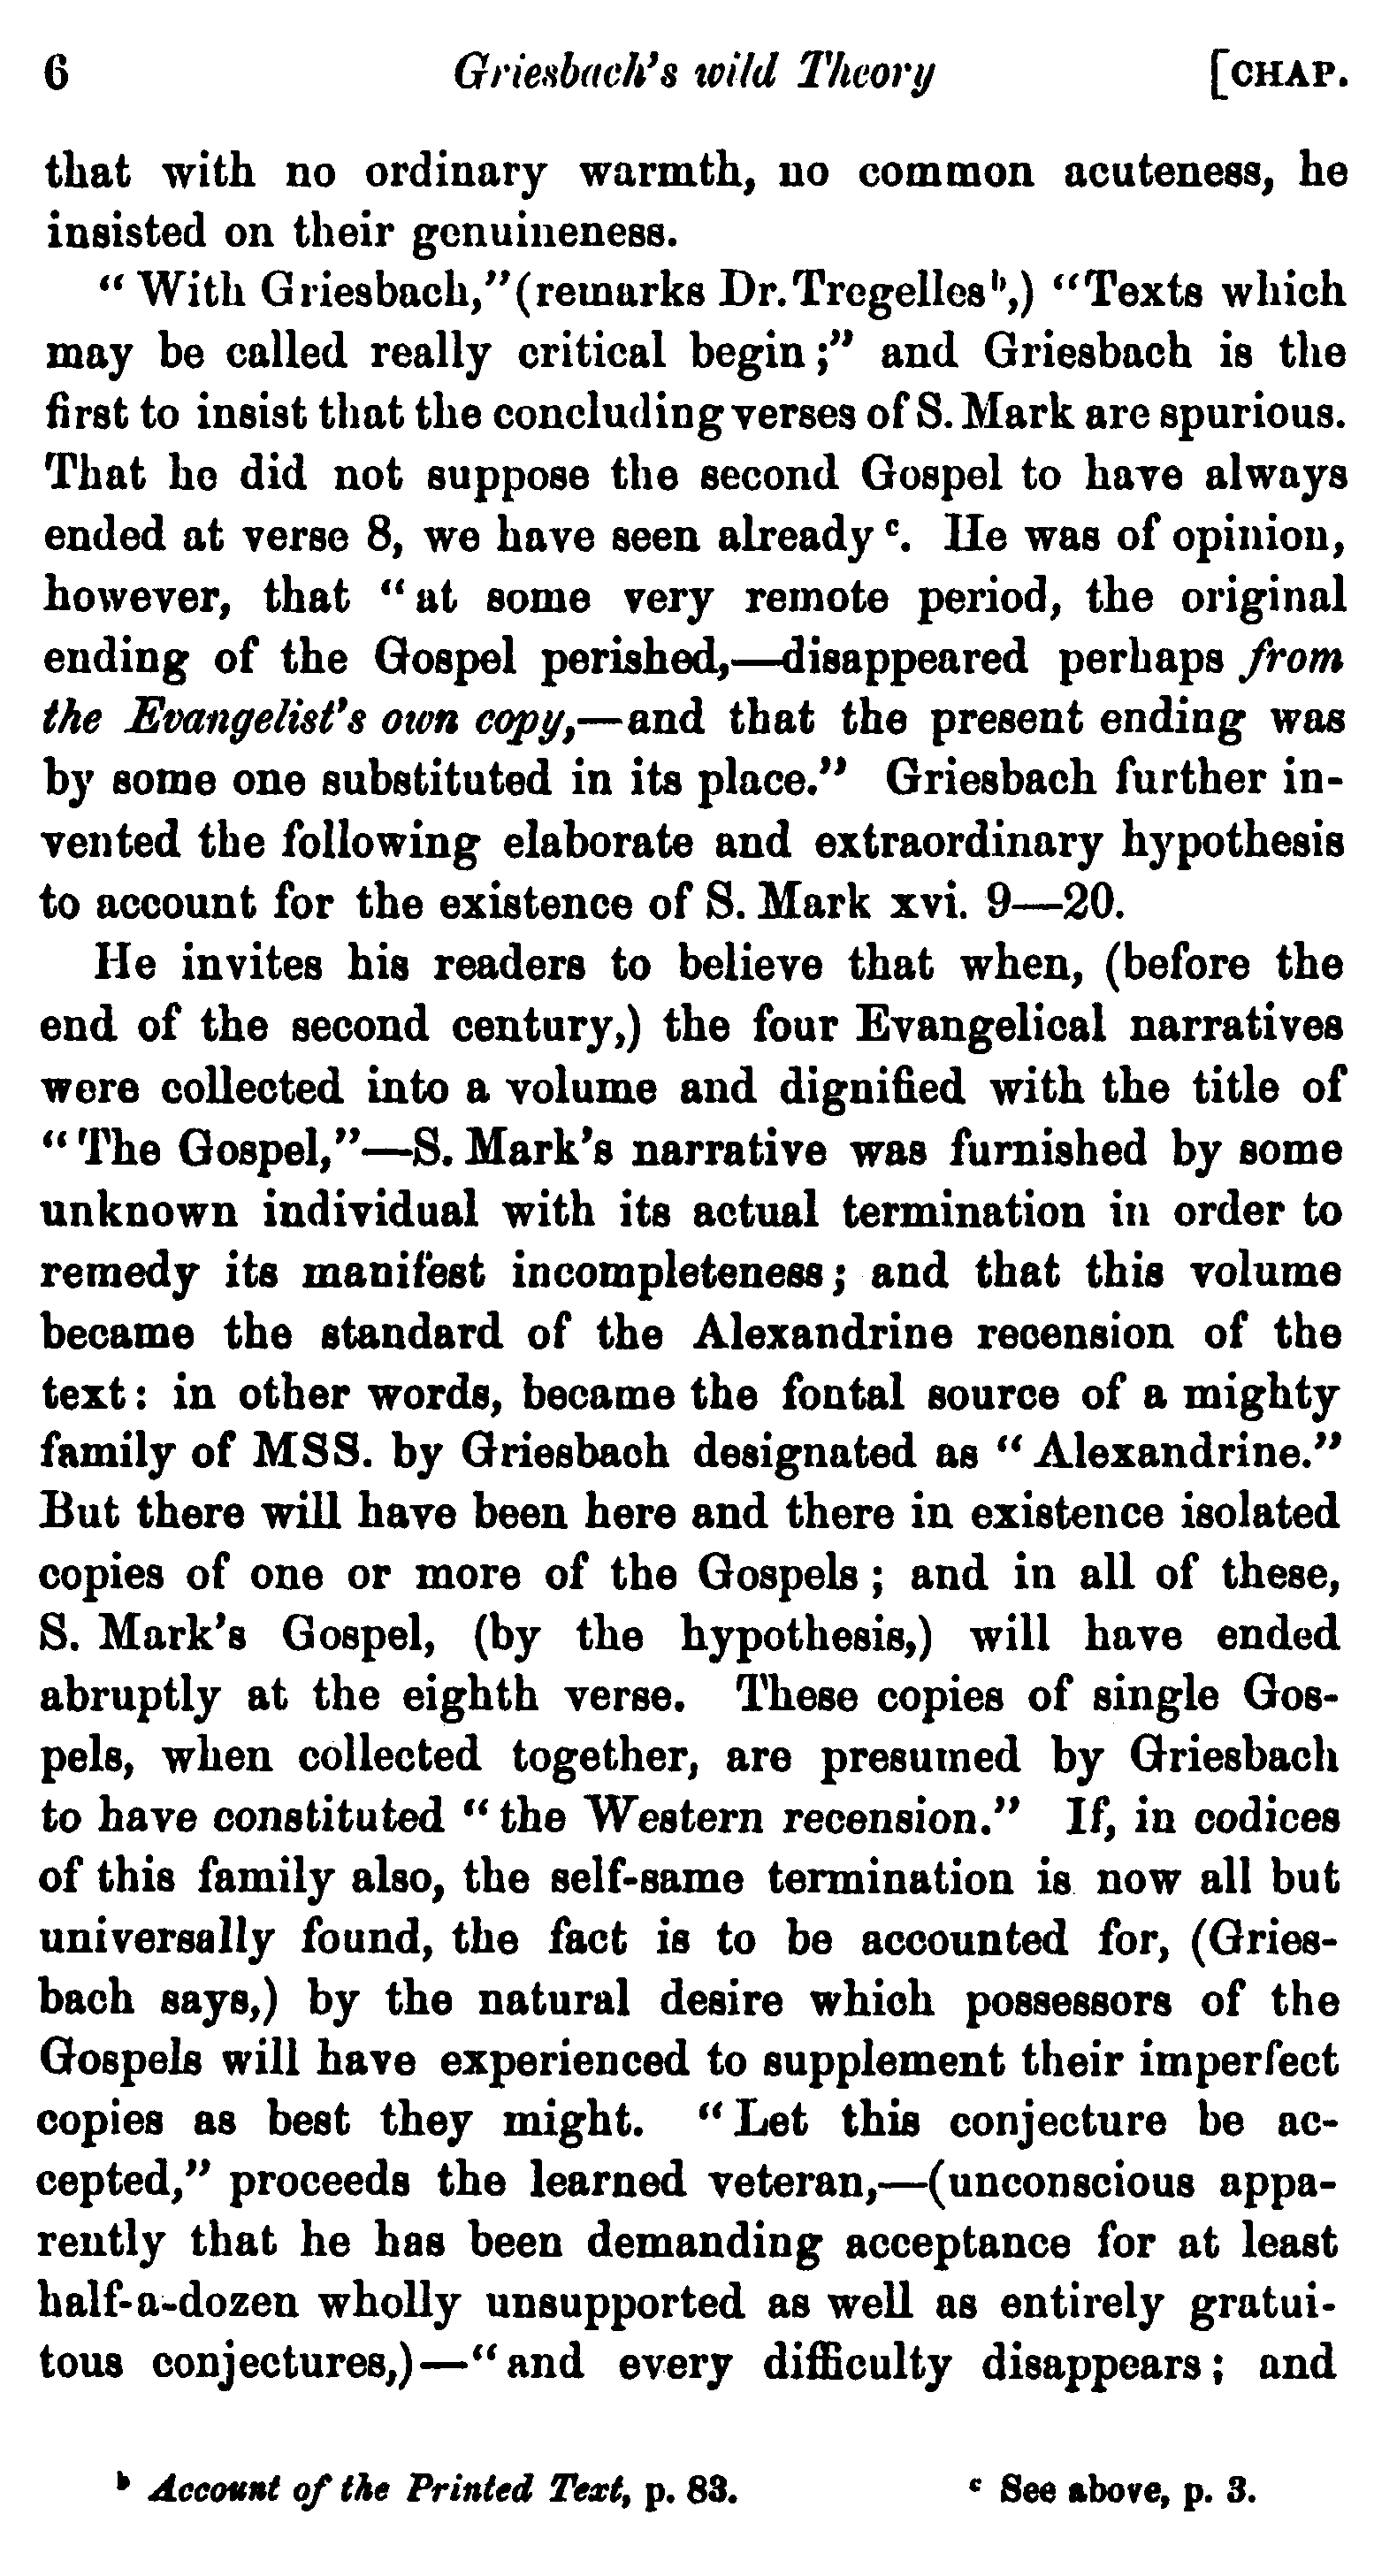 6 Griesbach's wild Theory [CHAP.
that with no ordinary warmth, no common acuteness, he
insisted on their genuineness.
“ With Griesbach,” (remarks Dr. Tregelles ᵇ,) “Texts which
may be called really critical begin ;” and Griesbach is the
first to insist that the concluding verses of S. Mark are spurious.
That he did not suppose the second Gospel to have always
ended at verse 8, we have seen already ᶜ. He was of opinion,
however, that “at some very remote period, the original
ending of the Gospel perished,—disappeared perhaps from
the Evangelist's own copy,—and that the present ending was
by some one substituted in its place.” Griesbach further in-
vented the following elaborate and extraordinary hypothesis
to account for the existence of S. Mark xvi. 9—20.
He invites his readers to believe that when, (before the
end of the second century,) the four Evangelical narratives
were collected into a volume and dignified with the title of
“The Gospel,”—S. Mark's narrative was furnished by some
unknown individual with its actual termination in order to
remedy its manifest incompleteness; and that this volume
became the standard of the Alexandrine recension of the
text: in other words, became the fontal source of a mighty
family of MSS. by Griesbach designated as “Alexandrine.”
But there will have been here and there in existence isolated
copies of one or more of the Gospels; and in all of these,
S. Mark's Gospel, (by the hypothesis,) will have ended
abruptly at the eighth verse. These copies of single Gos-
pels, when collected together, are presumed by Griesbach
to have constituted “the Western recension.” If, in codices
of this family also, the self-same termination is now all but
universally found, the fact is to be accounted for, (Gries-
bach says,) by the natural desire which possessors of the
Gospels will have experienced to supplement their imperfect
copies as best they might. “Let this conjecture be ac-
cepted,” proceeds the learned veteran,—(unconscious appa-
rently that he has been demanding acceptance for at least
half-a-dozen wholly unsupported as well as entirely gratui-
tous conjectures,)—“and every difficulty disappears; and
ᵇ Account of the Printed Text, p. 83. ᶜ See above, p. 3.